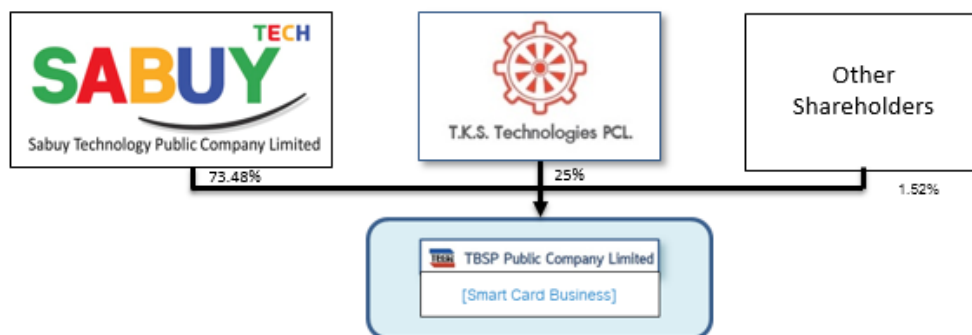 TECH
SABUY
Sabuy Technology Public Company Limited
T.K.S. Technologies PCL.
Other
Shareholders
73.48%
25%
1.52%
TBSP Public Company Limited
[Smart Card Business]